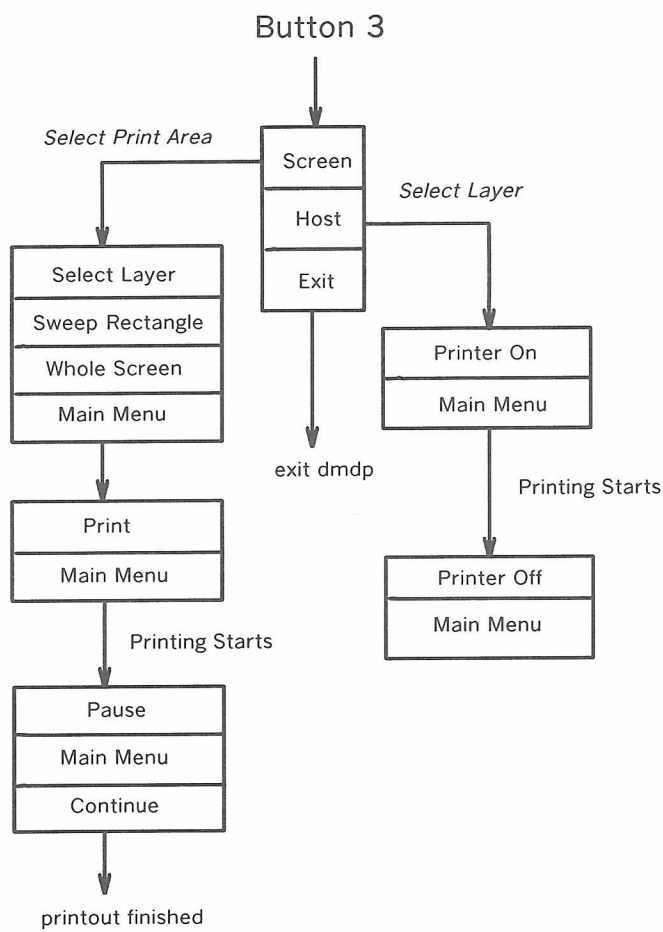 Button 3
Select Print Area
Screen
Host
Exit
Select Layer
Select Layer
Sweep Rectangle
Whole Screen
Main Menu
Printer On
Main Menu
exit dmdp
Printing Starts
Print
Main Menu
Printer Off
Main Menu
Printing Starts
Pause
Main Menu
Continue
printout finished